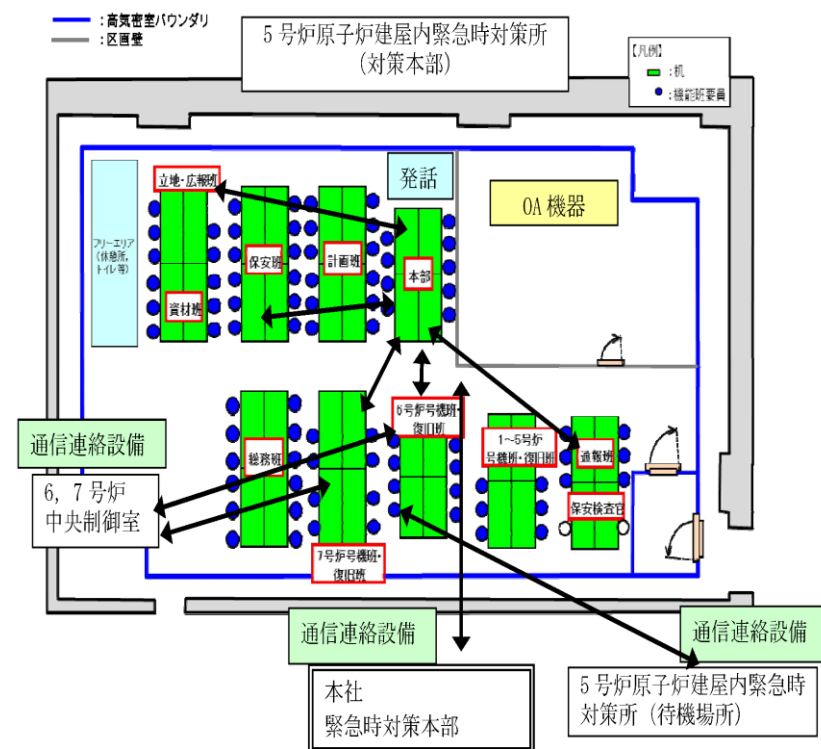 ：高気密室バウンダリ
：区画壁
5号炉原子炉建屋内緊急時対策所
（対策本部）
【凡例】
：机
：機能班要員
立地・広報班
発話
OA 機器
フリーエリア
（休憩所，
トイレ等）
保安班
計画班
本部
資材班
通信連絡設備
6，7号炉
中央制御室
総務班
6号炉号機班・
復旧班
1～5号炉
号機班・復旧班
通報班
保安検査官
7号炉号機班・
復旧班
通信連絡設備
本社
緊急時対策本部
通信連絡設備
5号炉原子炉建屋内緊急時
対策所（待機場所）